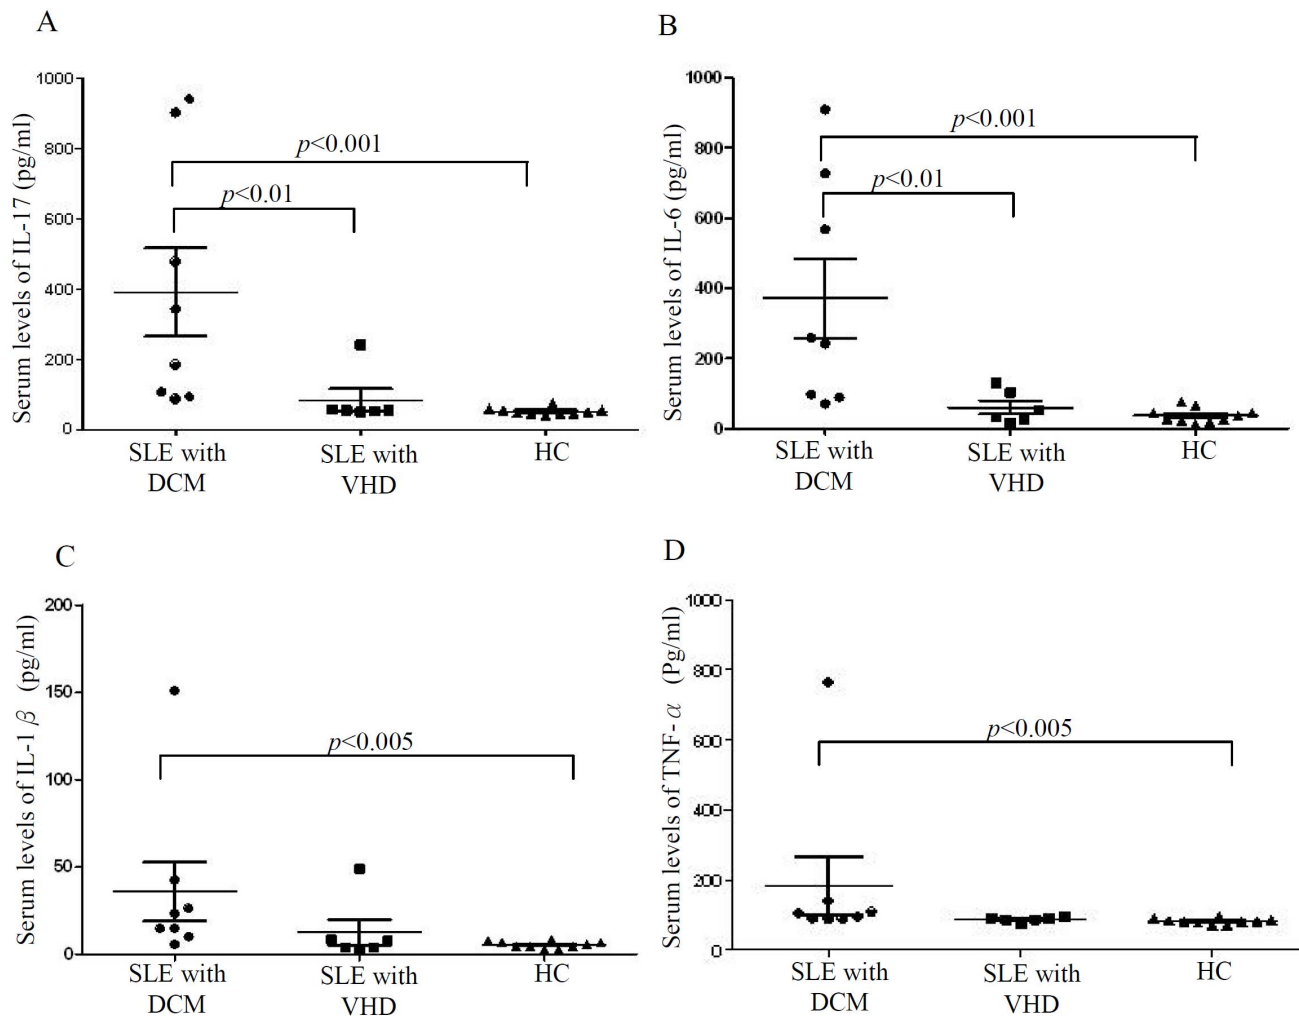 A
Serum levels of IL-17 (pg/ml)
1000
800
600
400
200
0
p<0.001
p<0.01
SLE with
DCM
SLE with
VHD
HC
B
Serum levels of IL-6 (pg/ml)
1000
800
600
400
200
0
p<0.001
p<0.01
SLE with
DCM
SLE with
VHD
HC
C
Serum levels of IL-1 β (pg/ml)
200
150
100
50
0
p<0.005
SLE with
DCM
SLE with
VHD
HC
D
Serum levels of TNF-α (Pg/ml)
1000
800
600
400
200
0
p<0.005
SLE with
DCM
SLE with
VHD
HC